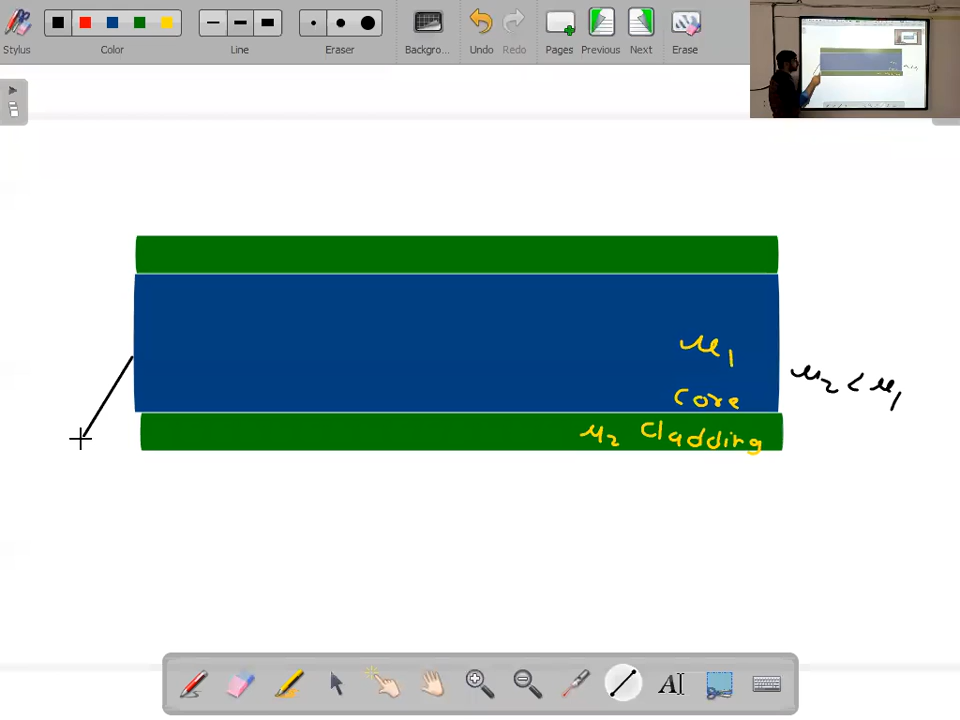 Stylus
Color
Line
Eraser
Backgro...
Undo
Redo
Pages
Previous
Next
Erase
μ₁
μ₂ < μ₁
Core
μ₂ Cladding
A